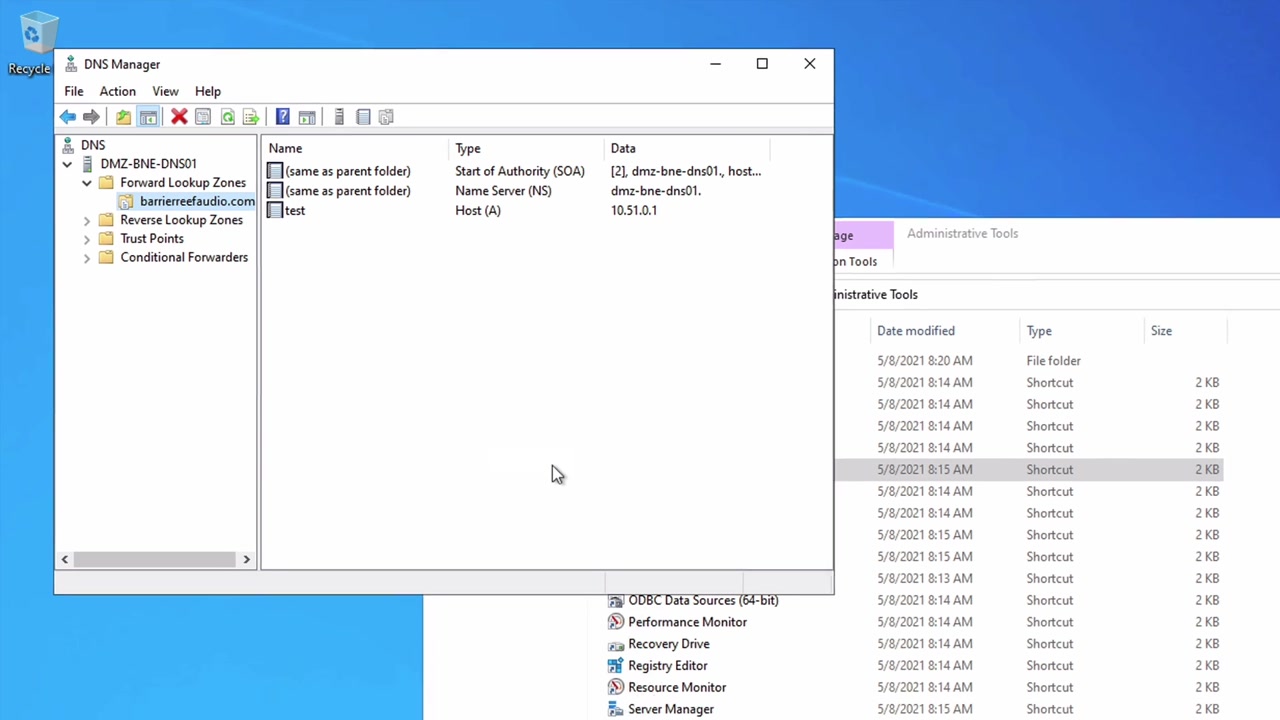 Recycle
DNS Manager
File Action View Help
DNS
DMZ-BNE-DNS01
Forward Lookup Zones
barrierreefaudio.com
Reverse Lookup Zones
Trust Points
Conditional Forwarders
Name Type Data
(same as parent folder) Start of Authority (SOA) [2], dmz-bne-dns01., host...
(same as parent folder) Name Server (NS) dmz-bne-dns01.
test Host (A) 10.51.0.1
age Administrative Tools
on Tools
inistrative Tools
Date modified Type Size
5/8/2021 8:20 AM File folder
5/8/2021 8:14 AM Shortcut 2 KB
5/8/2021 8:14 AM Shortcut 2 KB
5/8/2021 8:14 AM Shortcut 2 KB
5/8/2021 8:14 AM Shortcut 2 KB
5/8/2021 8:15 AM Shortcut 2 KB
5/8/2021 8:14 AM Shortcut 2 KB
5/8/2021 8:14 AM Shortcut 2 KB
5/8/2021 8:15 AM Shortcut 2 KB
5/8/2021 8:15 AM Shortcut 2 KB
5/8/2021 8:13 AM Shortcut 2 KB
ODBC Data Sources (64-bit) 5/8/2021 8:14 AM Shortcut 2 KB
Performance Monitor 5/8/2021 8:14 AM Shortcut 2 KB
Recovery Drive 5/8/2021 8:14 AM Shortcut 2 KB
Registry Editor 5/8/2021 8:14 AM Shortcut 2 KB
Resource Monitor 5/8/2021 8:14 AM Shortcut 2 KB
Server Manager 5/8/2021 8:15 AM Shortcut 2 KB